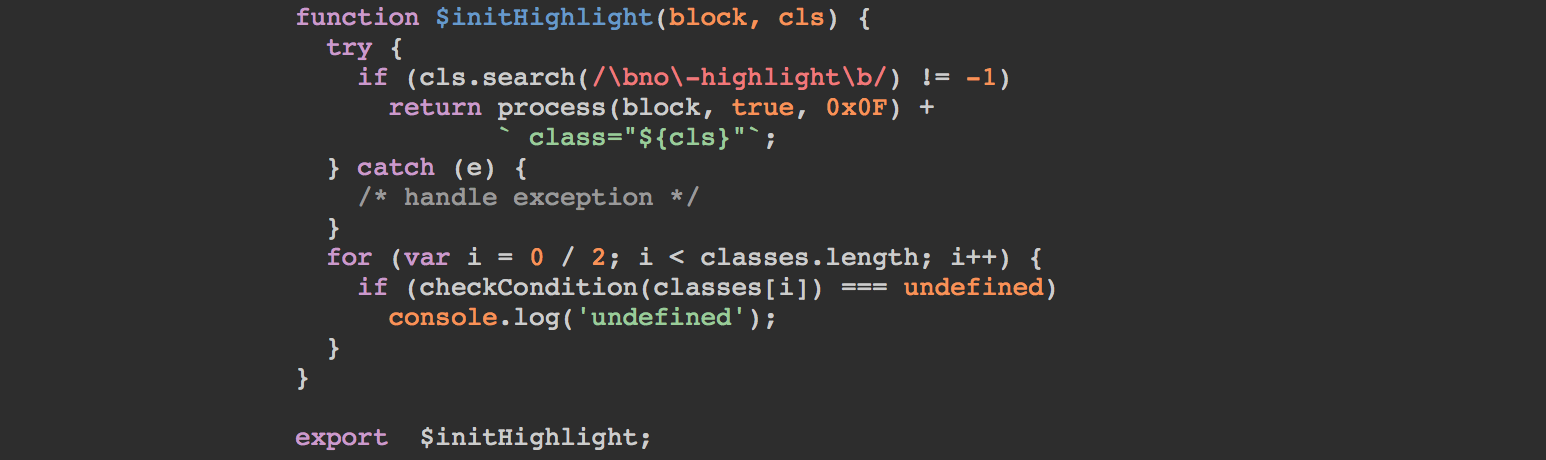 function $initHighlight(block, cls) {
  try {
    if (cls.search(/\bno\-highlight\b/) != -1)
      return process(block, true, 0x0F) +
             ` class="${cls}"`;
  } catch (e) {
    /* handle exception */
  }
  for (var i = 0 / 2; i < classes.length; i++) {
    if (checkCondition(classes[i]) === undefined)
      console.log('undefined');
  }
}

export  $initHighlight;